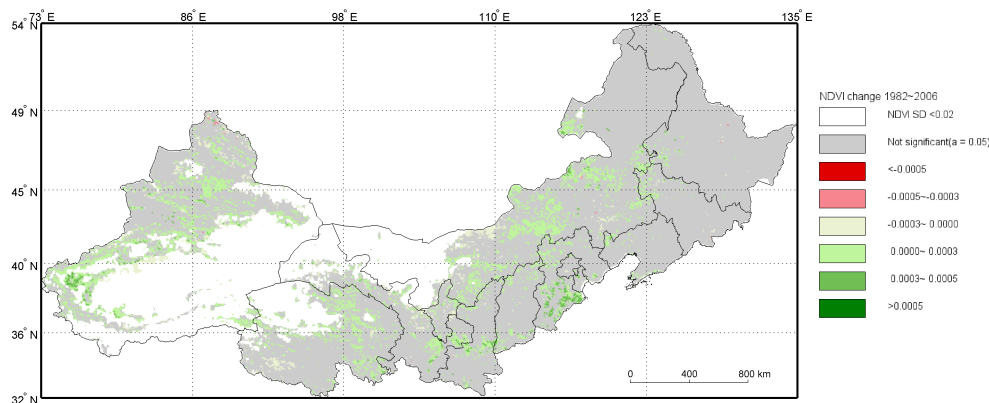 73° E
86° E
98° E
110° E
123° E
135° E
54° N
49° N
45° N
40° N
36° N
32° N
NDVI change 1982~2006
NDVI SD <0.02
Not significant(a = 0.05)
<-0.0005
-0.0005~-0.0003
-0.0003~ 0.0000
0.0000~ 0.0003
0.0003~ 0.0005
>0.0005
0 400 800 km